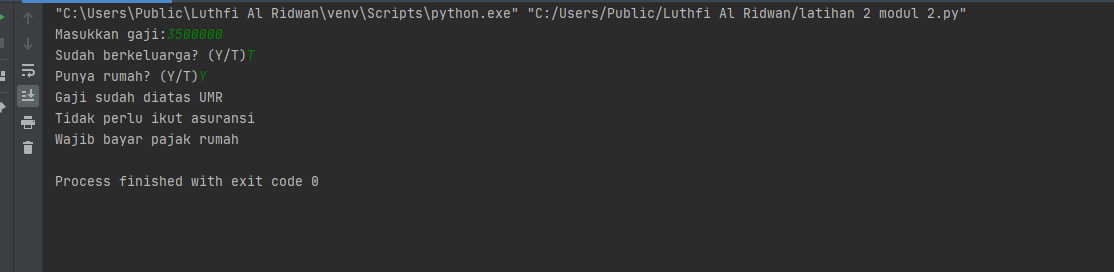 "C:\Users\Public\Luthfi Al Ridwan\venv\Scripts\python.exe" "C:/Users/Public/Luthfi Al Ridwan/latihan 2 modul 2.py"
Masukkan gaji:3500000
Sudah berkeluarga? (Y/T)T
Punya rumah? (Y/T)Y
Gaji sudah diatas UMR
Tidak perlu ikut asuransi
Wajib bayar pajak rumah
Process finished with exit code 0